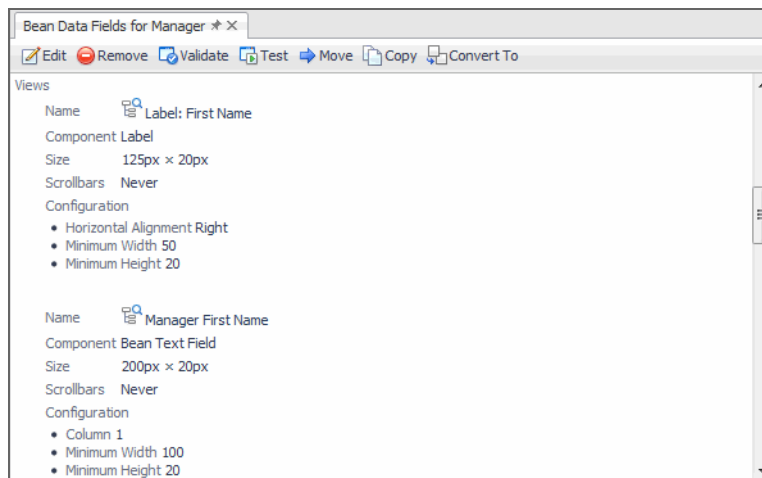 Bean Data Fields for Manager
Edit Remove Validate Test Move Copy Convert To
Views
Name Label: First Name
Component Label
Size 125px × 20px
Scrollbars Never
Configuration
• Horizontal Alignment Right
• Minimum Width 50
• Minimum Height 20
Name Manager First Name
Component Bean Text Field
Size 200px × 20px
Scrollbars Never
Configuration
• Column 1
• Minimum Width 100
• Minimum Height 20